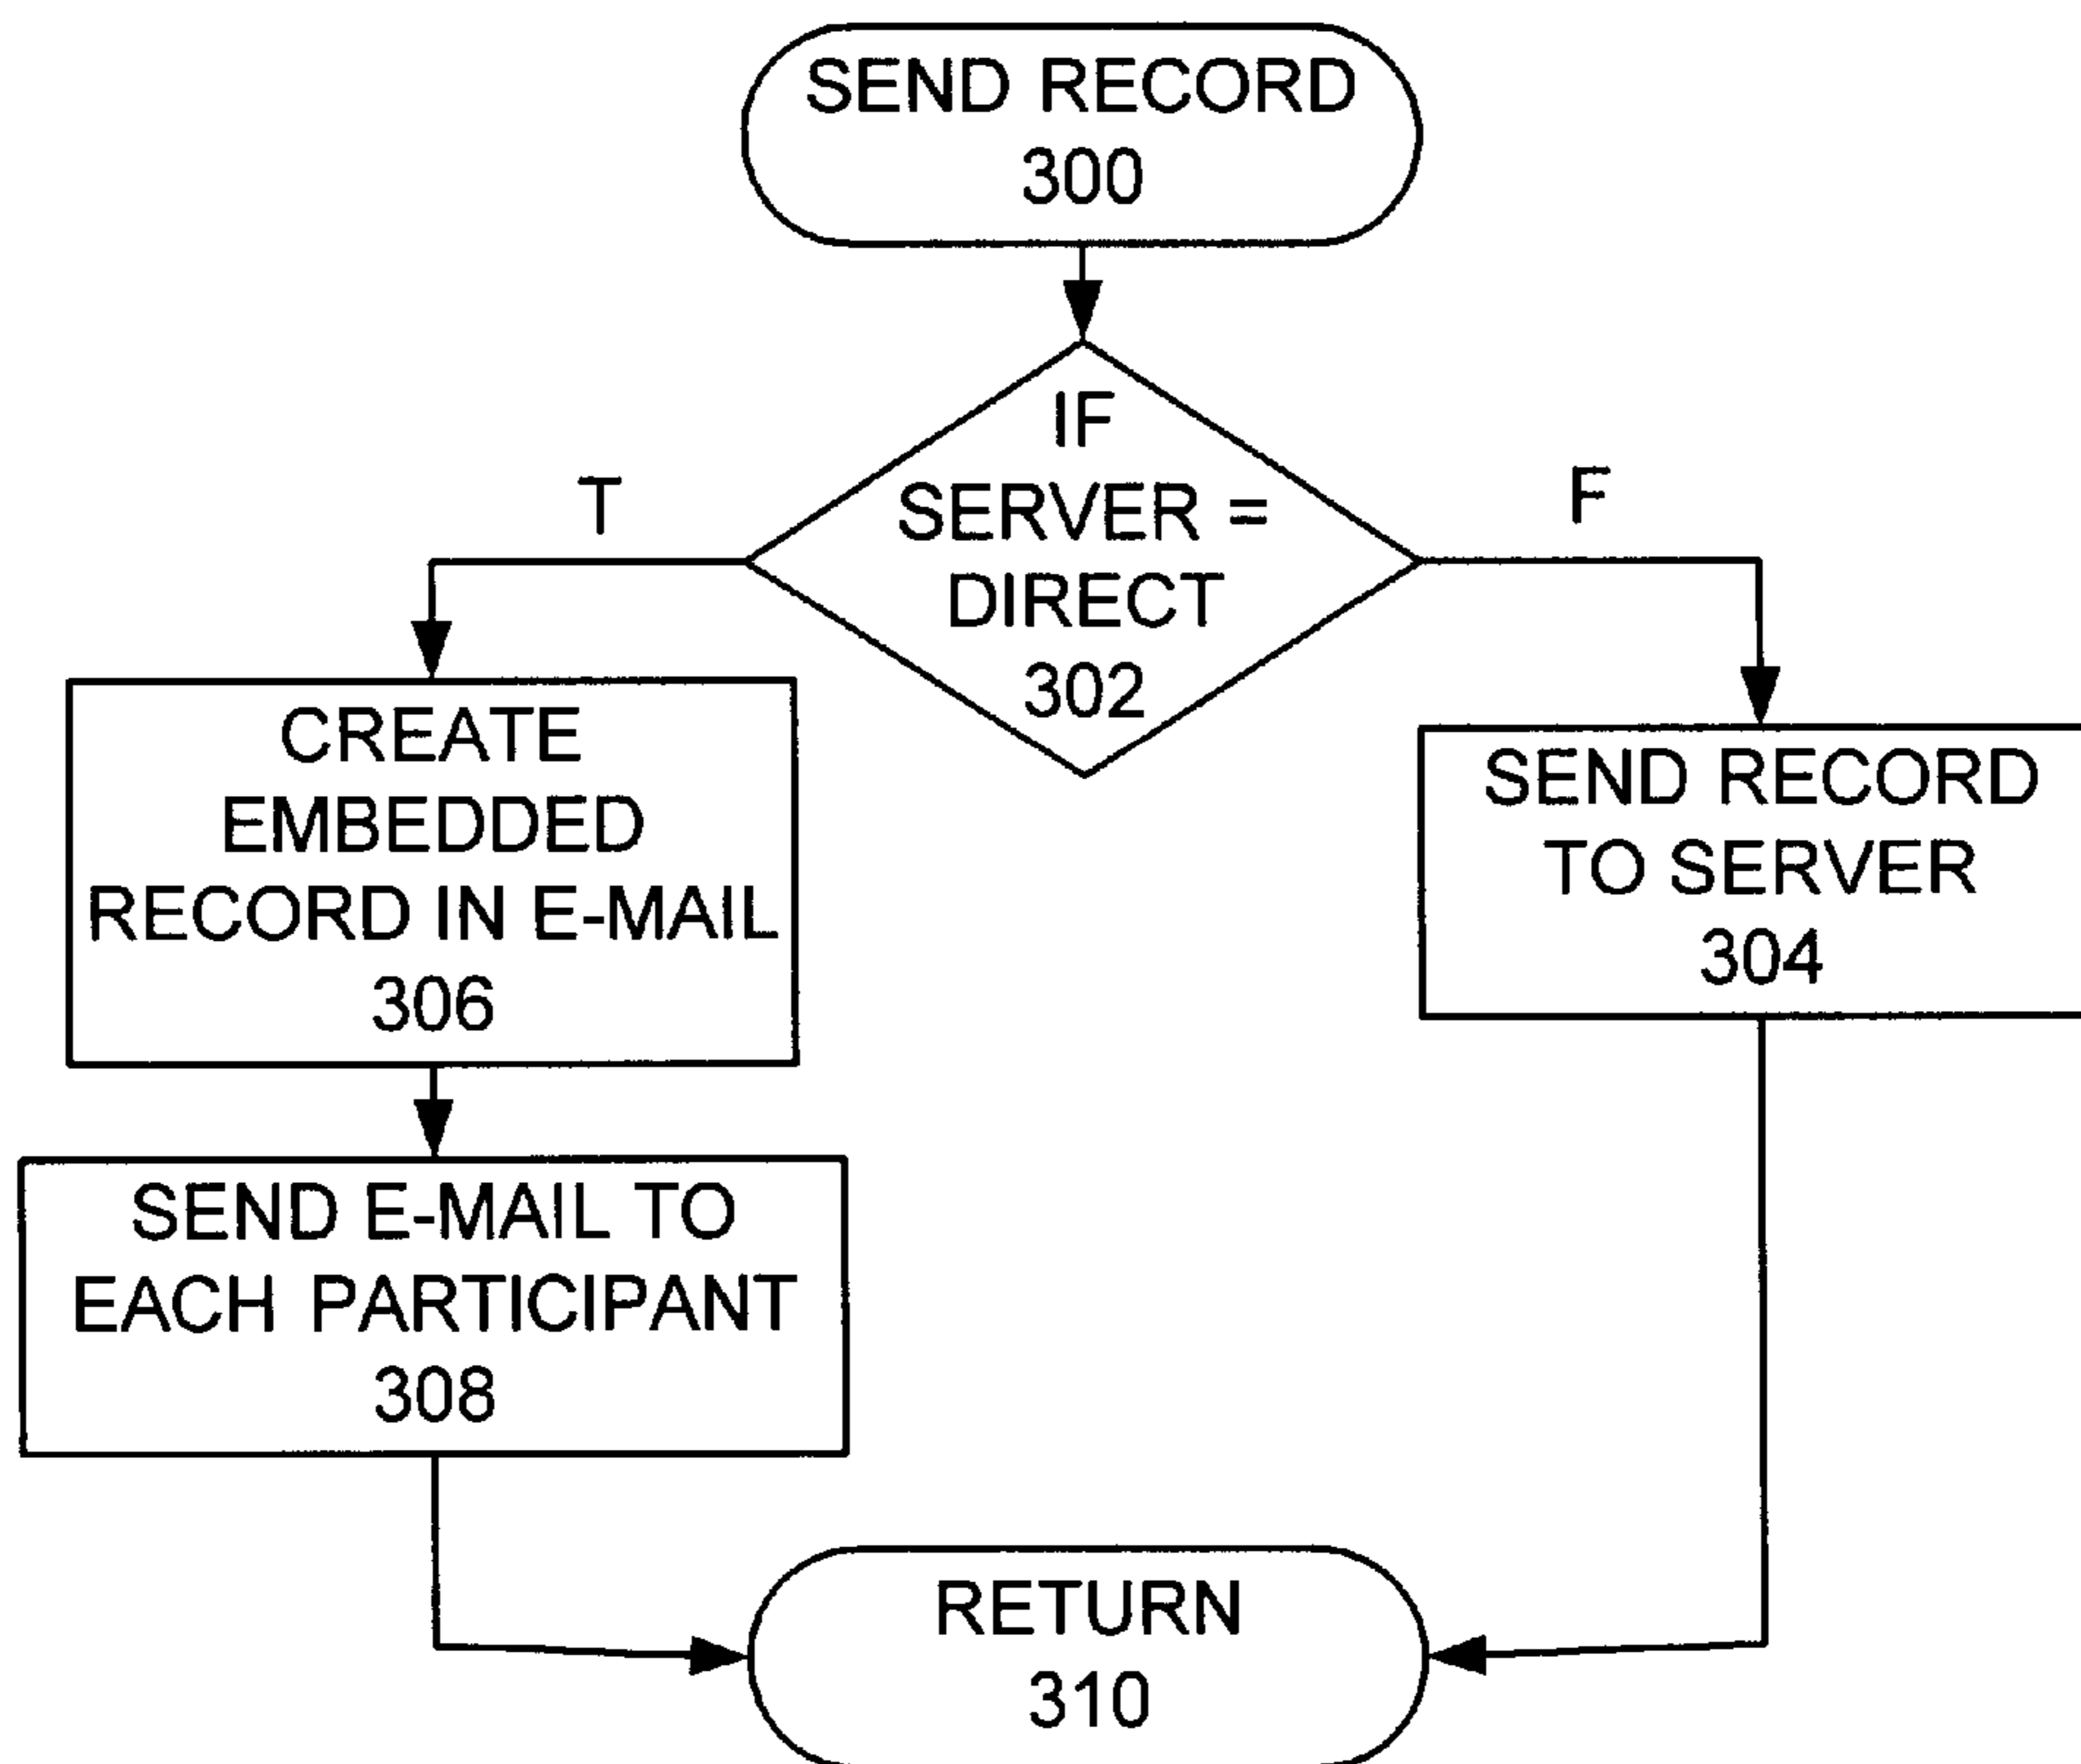 SEND RECORD
300
IF
SERVER =
DIRECT
302
T
F
CREATE
EMBEDDED
RECORD IN E-MAIL
306
SEND RECORD
TO SERVER
304
SEND E-MAIL TO
EACH PARTICIPANT
308
RETURN
310